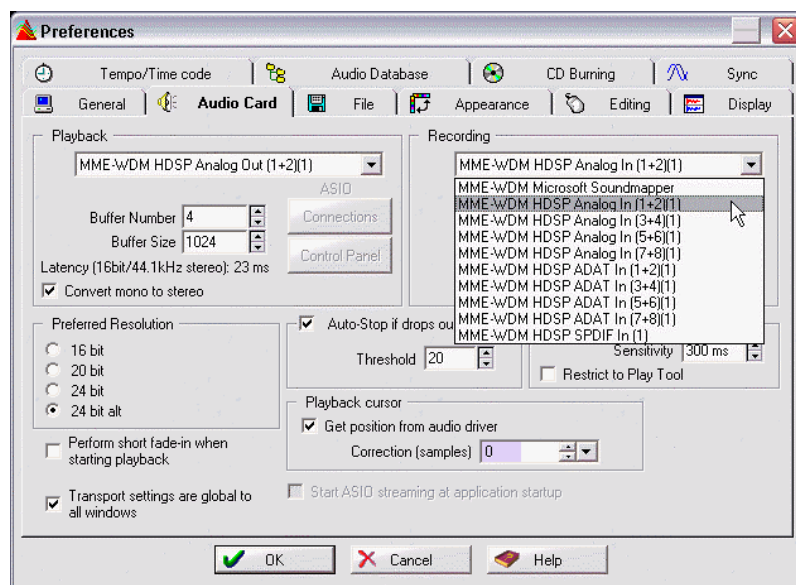 Preferences
Tempo/Time code
Audio Database
CD Burning
Sync
General
Audio Card
File
Appearance
Editing
Display
Playback
MME-WDM HDSP Analog Out (1+2)(1)
ASIO
Buffer Number 4
Connections
Buffer Size 1024
Control Panel
Latency (16bit/44.1kHz stereo): 23 ms
Convert mono to stereo
Recording
MME-WDM HDSP Analog In (1+2)(1)
MME-WDM Microsoft Soundmapper
MME-WDM HDSP Analog In (1+2)(1)
MME-WDM HDSP Analog In (3+4)(1)
MME-WDM HDSP Analog In (5+6)(1)
MME-WDM HDSP Analog In (7+8)(1)
MME-WDM HDSP ADAT In (1+2)(1)
MME-WDM HDSP ADAT In (3+4)(1)
MME-WDM HDSP ADAT In (5+6)(1)
MME-WDM HDSP ADAT In (7+8)(1)
MME-WDM HDSP SPDIF In (1)
Preferred Resolution
16 bit
20 bit
24 bit
24 bit alt
Auto-Stop if drops
Threshold 20
Sensitivity 300 ms
Restrict to Play Tool
Playback cursor
Get position from audio driver
Correction (samples) 0
Perform short fade-in when
starting playback
Transport settings are global to
all windows
Start ASIO streaming at application startup
OK
Cancel
Help